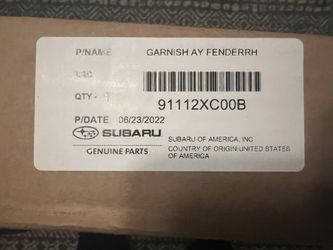 P/NAME GARNISH AY FENDERRH
QTY -
91112XC00B
P/DATE 06/23/2022
SUBARU
GENUINE PARTS
SUBARU OF AMERICA, INC
COUNTRY OF ORIGIN:UNITED STATES
OF AMERICA